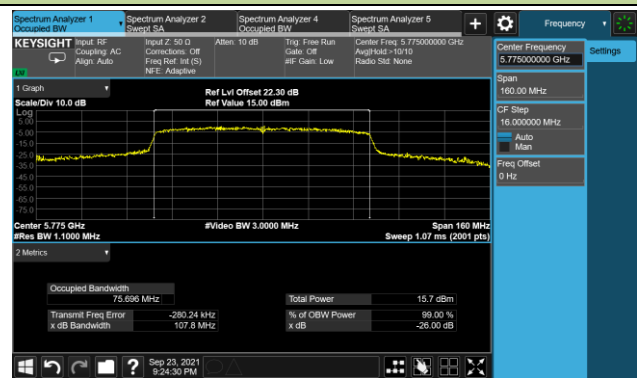 Spectrum Analyzer 1
Occupied BW
Spectrum Analyzer 2
Swept SA
Spectrum Analyzer 4
Occupied BW
Spectrum Analyzer 5
Swept SA
+
Frequency
KEYSIGHT
Input: RF
Coupling: AC
Align: Auto
Input Z: 50 Ω
Corrections: Off
Freq Ref: Int (S)
NFE: Adaptive
Atten: 10 dB
Trig: Free Run
Gate: Off
#IF Gain: Low
Center Freq: 5.775000000 GHz
Avg|Hold:>10/10
Radio Std: None
Center Frequency
5.775000000 GHz
Settings
Span
160.00 MHz
CF Step
16.000000 MHz
Auto
Man
Freq Offset
0 Hz
LW
1 Graph
Scale/Div 10.0 dB
Ref Lvl Offset 22.30 dB
Ref Value 15.00 dBm
Log
5.00
-5.00
-15.0
-25.0
-35.0
-45.0
-55.0
-65.0
-75.0
Center 5.775 GHz
#Res BW 1.1000 MHz
#Video BW 3.0000 MHz
Span 160 MHz
Sweep 1.07 ms (2001 pts)
2 Metrics
Occupied Bandwidth
75.696 MHz
Total Power 15.7 dBm
Transmit Freq Error -280.24 kHz
% of OBW Power 99.00 %
x dB Bandwidth 107.8 MHz
x dB -26.00 dB
?
Sep 23, 2021
9:24:30 PM